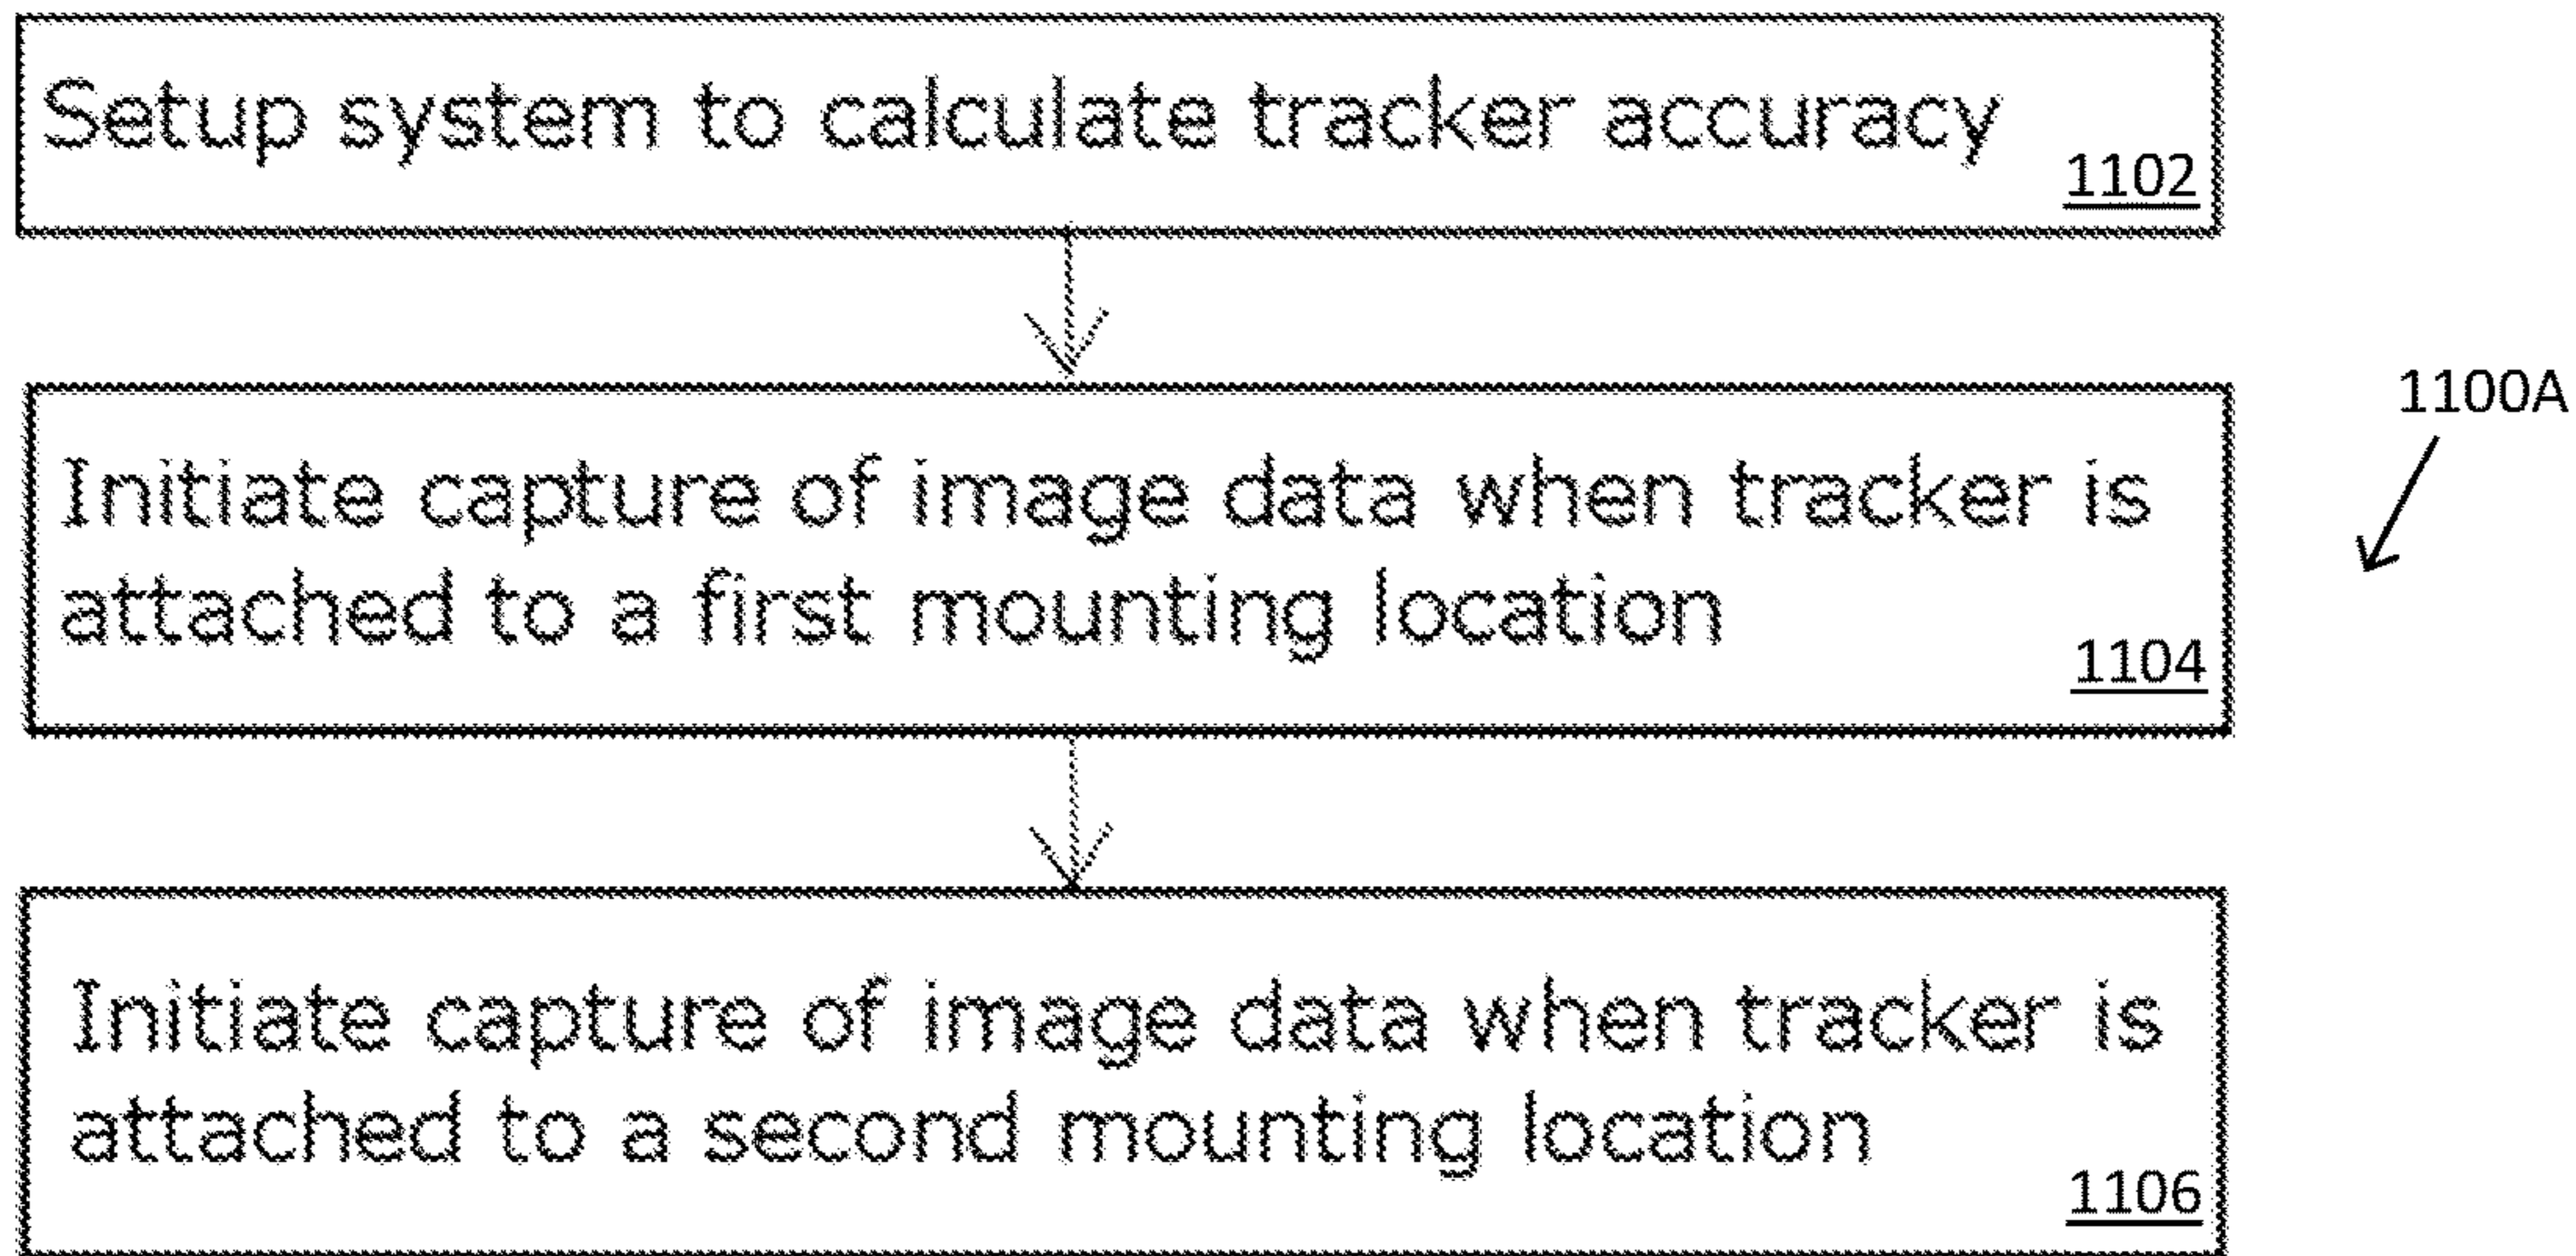 Setup system to calculate tracker accuracy
1102
Initiate capture of image data when tracker is
attached to a first mounting location
1104
1100A
Initiate capture of image data when tracker is
attached to a second mounting location
1106